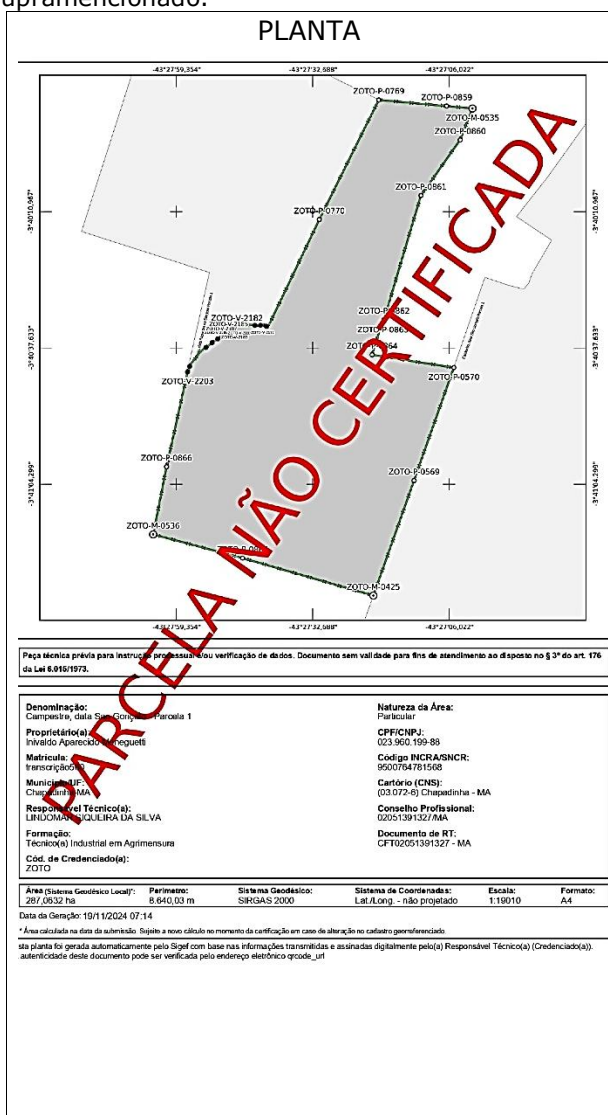 upramencionado.
PLANTA
-43°27'59,354" -43°27'32,688" -43°27'06,022"
ZOTO-P-0769
ZOTO-P-0859
ZOTO-M-0535
ZOTO-P-0860
ZOTO-P-0861
-3°40'10,967" -3°40'10,967"
ZOTO-P-0770
ZOTO-V-2182
-3°40'37,633" -3°40'37,633"
ZOTO-V-2203
ZOTO-P-0570
ZOTO-P-0866
ZOTO-P-0569
-3°41'04,299" -3°41'04,299"
ZOTO-M-0536
ZOTO-M-0425
-43°27'59,354" -43°27'32,688" -43°27'06,022"
PARCELA NÃO CERTIFICADA
Peça técnica prévia para instrução processual e/ou verificação de dados. Documento sem validade para fins de atendimento ao disposto no § 3º do art. 176
da Lei 6.015/1973.
Denominação: Natureza da Área:
Campestre, data São Gonçalo - Parcela 1 Particular
Proprietário(a): CPF/CNPJ:
Inivaldo Aparecido Meneguetti 023.960.199-88
Matrícula: Código INCRA/SNCR:
9500764781568
Município/UF: Cartório (CNS):
Chapadinha-MA (03.072-6) Chapadinha - MA
Responsável Técnico(a): Conselho Profissional:
LINDOMAR SIQUEIRA DA SILVA 02051391327/MA
Formação: Documento de RT:
Técnico(a) Industrial em Agrimensura CFT02051391327 - MA
Cód. de Credenciado(a):
ZOTO
Área (Sistema Geodésico Local)*: Perímetro: Sistema Geodésico: Sistema de Coordenadas: Escala: Formato:
287,0632 ha 8.640,03 m SIRGAS 2000 Lat./Long. - não projetado 1:19010 A4
Data da Geração: 19/11/2024 07:14
* Área calculada na data da submissão. Sujeita a novo cálculo no momento da certificação em caso de alteração no cadastro georreferenciado.
sta planta foi gerada automaticamente pelo Sigef com base nas informações transmitidas e assinadas digitalmente pelo(a) Responsável Técnico(a) (Credenciado(a)).
autenticidade deste documento pode ser verificada pelo endereço eletrônico qrcode_url